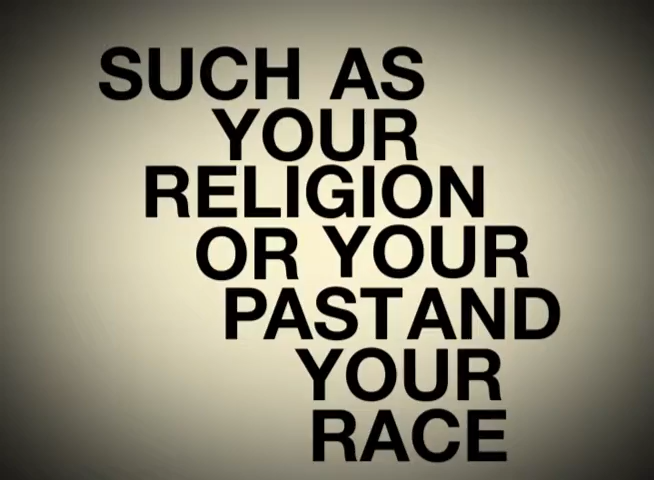 SUCH AS
YOUR
RELIGION
OR YOUR
PAST AND
YOUR
RACE